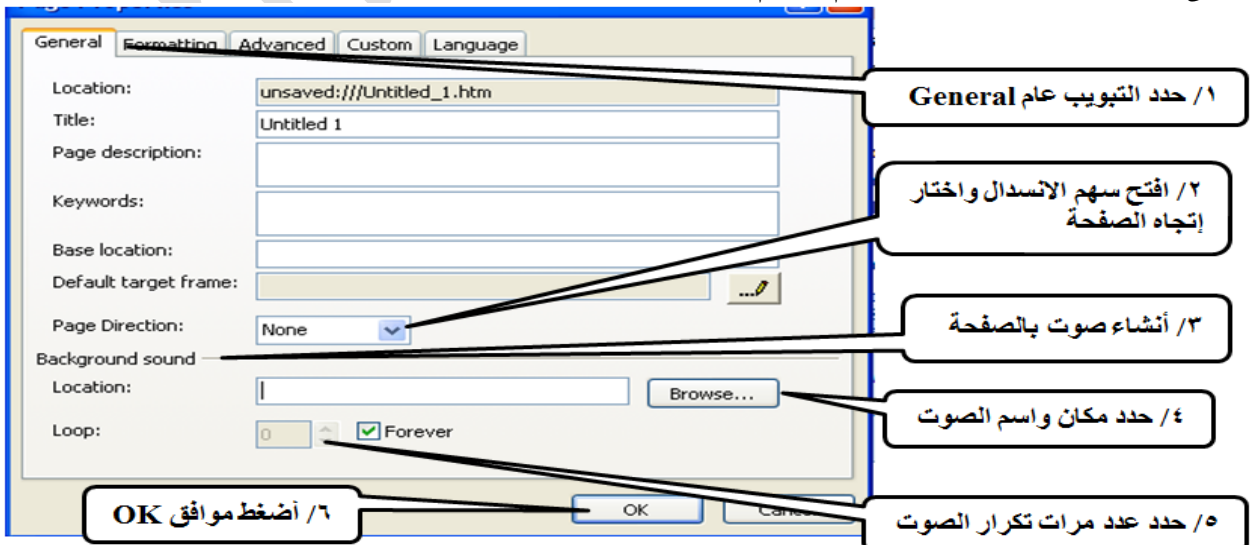 Page Properties
General Formatting Advanced Custom Language
Location: unsaved:///Untitled_1.htm
١/ حدد التبويب عام General
Title: Untitled 1
Page description:
٢/ افتح سهم الانسدال واختار
إتجاه الصفحة
Keywords:
Base location:
Default target frame:
Page Direction: None
٣/ أنشاء صوت بالصفحة
Background sound
Location: Browse...
٤/ حدد مكان واسم الصوت
Loop: 0 Forever
٦/ أضغط موافق OK
OK
٥/ حدد عدد مرات تكرار الصوت